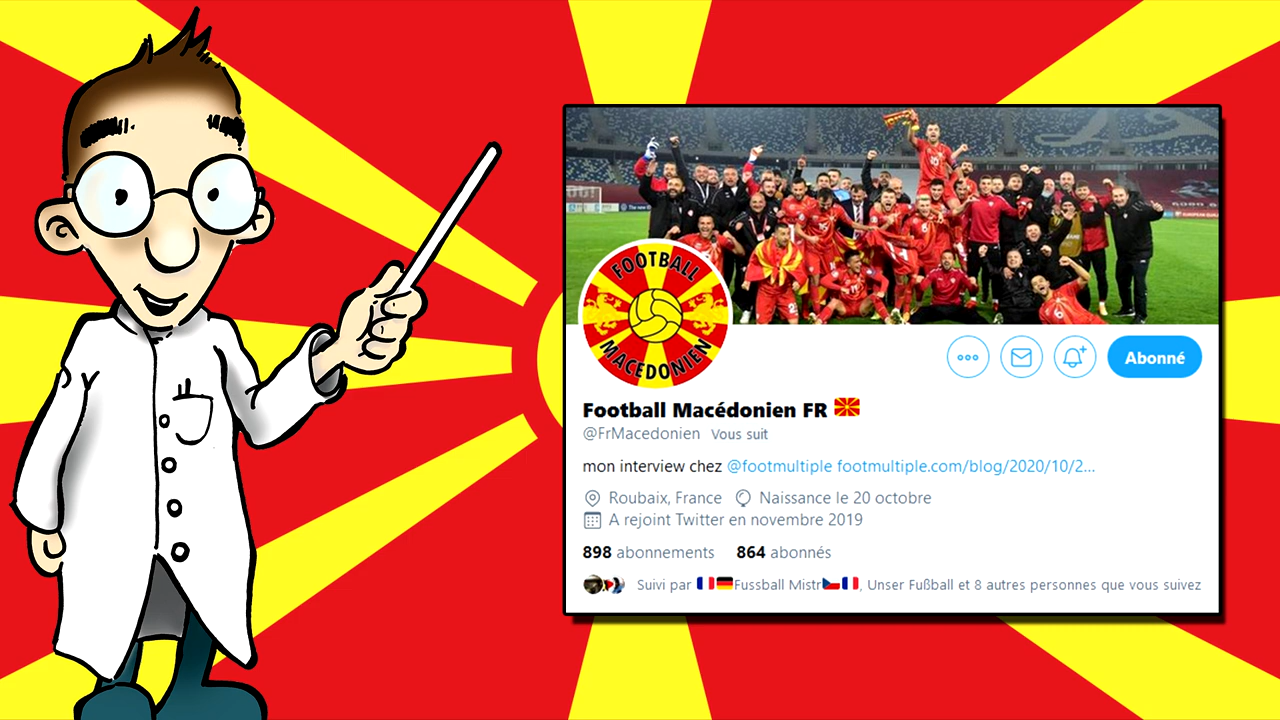 FOOTBALL
MACEDONIEN
Abonné
Football Macédonien FR
@FrMacedonien Vous suit
mon interview chez @footmultiple footmultiple.com/blog/2020/10/2...
Roubaix, France Naissance le 20 octobre
A rejoint Twitter en novembre 2019
898 abonnements 864 abonnés
Suivi par Fussball Mistr, Unser Fußball et 8 autres personnes que vous suivez